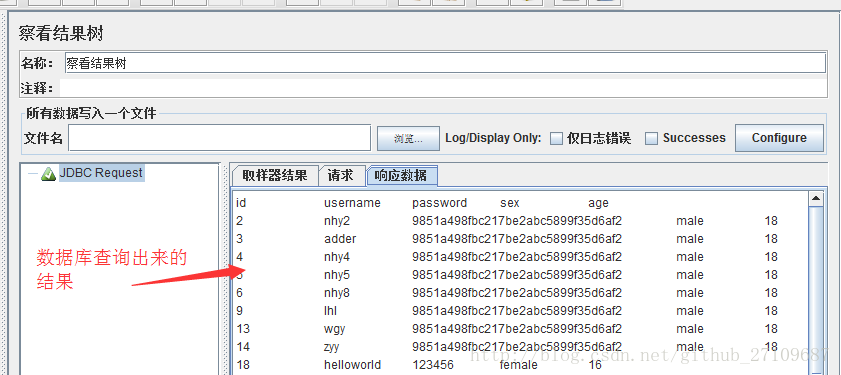 察看结果树
名称： 察看结果树
注释：
所有数据写入一个文件
文件名 浏览... Log/Display Only: 仅日志错误 Successes Configure
JDBC Request
取样器结果 请求 响应数据
id username password sex age
2 nhy2 9851a498fbc217be2abc5899f35d6af2 male 18
3 adder 9851a498fbc217be2abc5899f35d6af2 male 18
4 nhy4 9851a498fbc217be2abc5899f35d6af2 male 18
5 nhy5 9851a498fbc217be2abc5899f35d6af2 male 18
6 nhy8 9851a498fbc217be2abc5899f35d6af2 male 18
9 lhl 9851a498fbc217be2abc5899f35d6af2 male 18
13 wgy 9851a498fbc217be2abc5899f35d6af2 male 18
14 zyy 9851a498fbc217be2abc5899f35d6af2 male 18
18 helloworld 123456 female 16
数据库查询出来的
结果
http://blog.csdn.net/github_27109687